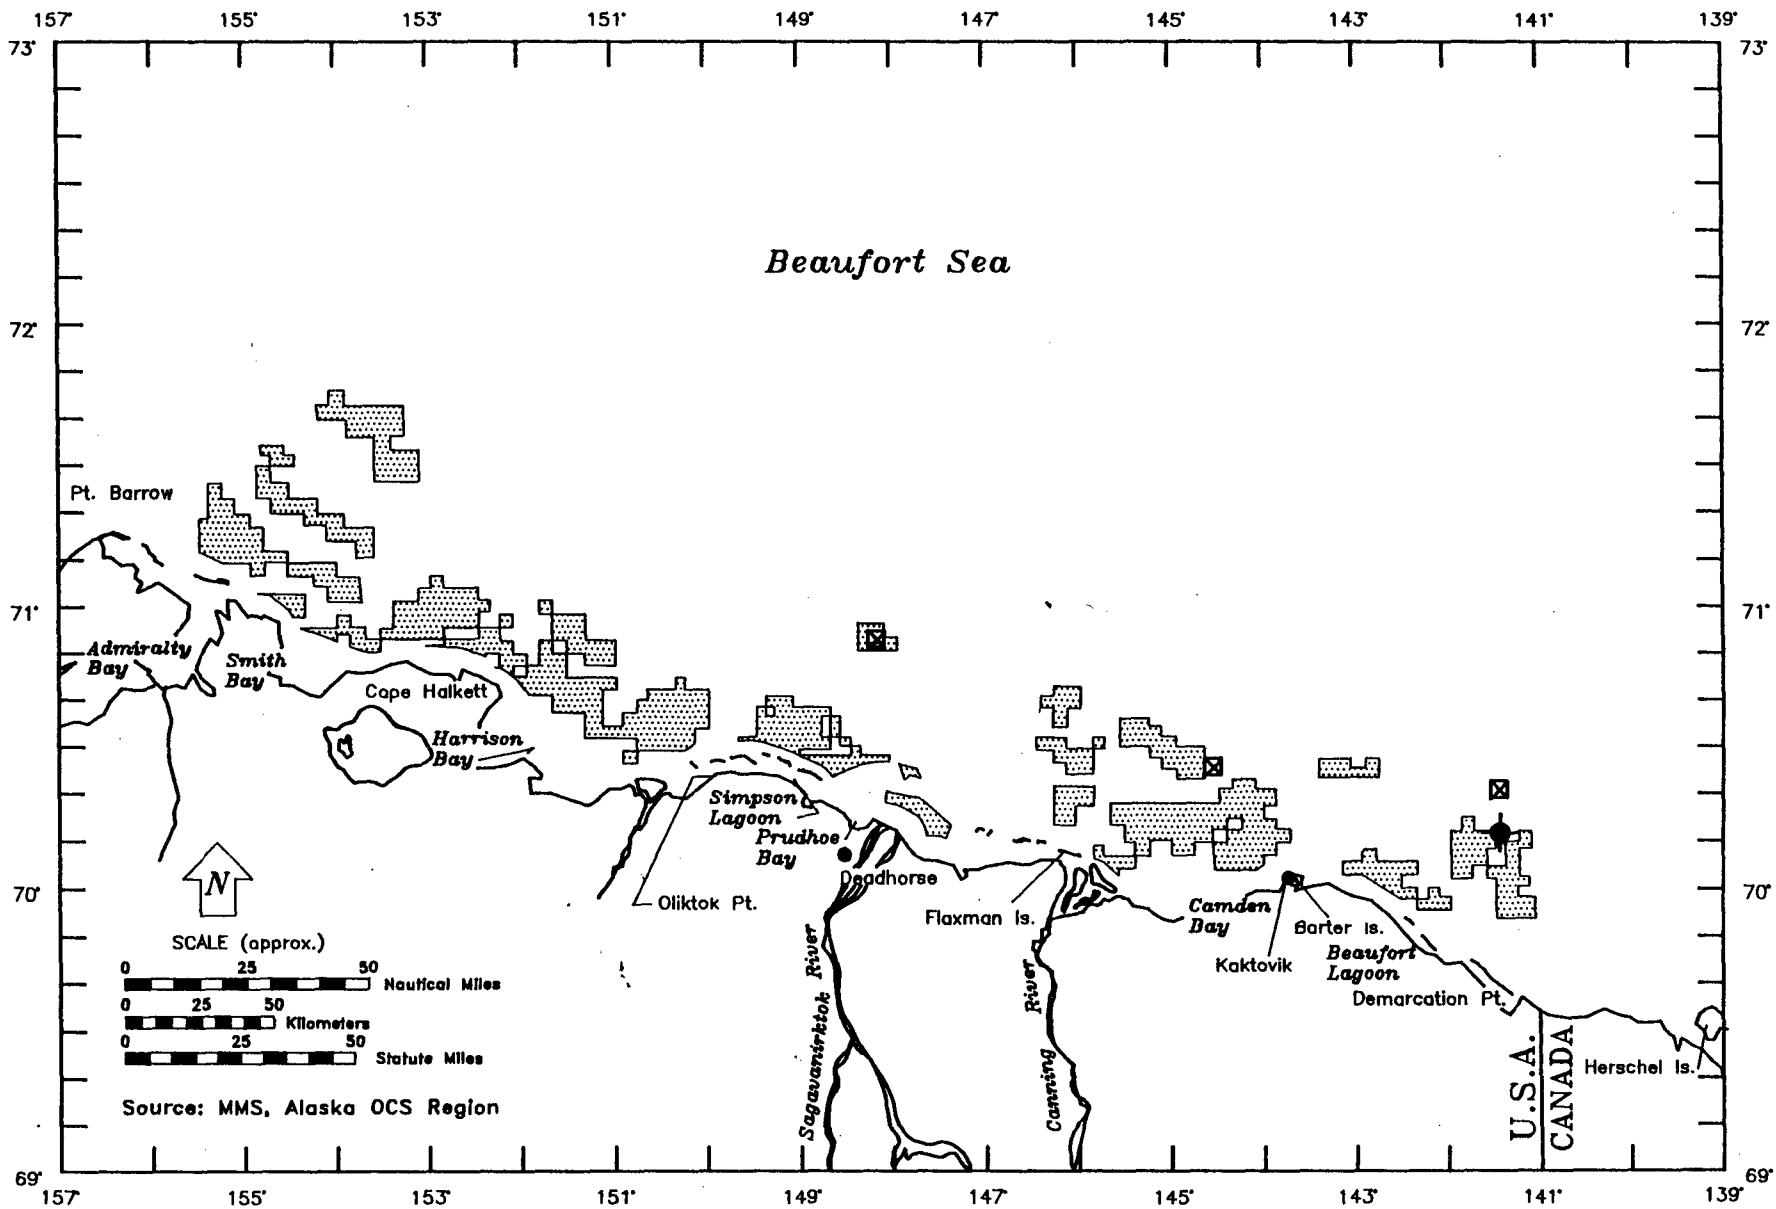 157° 155° 153° 151° 149° 147° 145° 143° 141° 139°
73° 73°
Beaufort Sea
72° 72°
Pt. Barrow
71° 71°
Admiralty
Bay
Smith
Bay
Cape Halkett
Harrison
Bay
Simpson
Lagoon
Prudhoe
Bay
Deadhorse
Oliktok Pt.
70° 70°
Flaxman Is.
Camden
Bay
Barter Is.
Kaktovik
Beaufort
Lagoon
Demarcation Pt.
Herschel Is.
U.S.A.
CANADA
Sagavanirktok River
Canning River
N
SCALE (approx.)
0 25 50
Nautical Miles
0 25 50
Kilometers
0 25 50
Statute Miles
Source: MMS, Alaska OCS Region
69° 69°
157° 155° 153° 151° 149° 147° 145° 143° 141° 139°